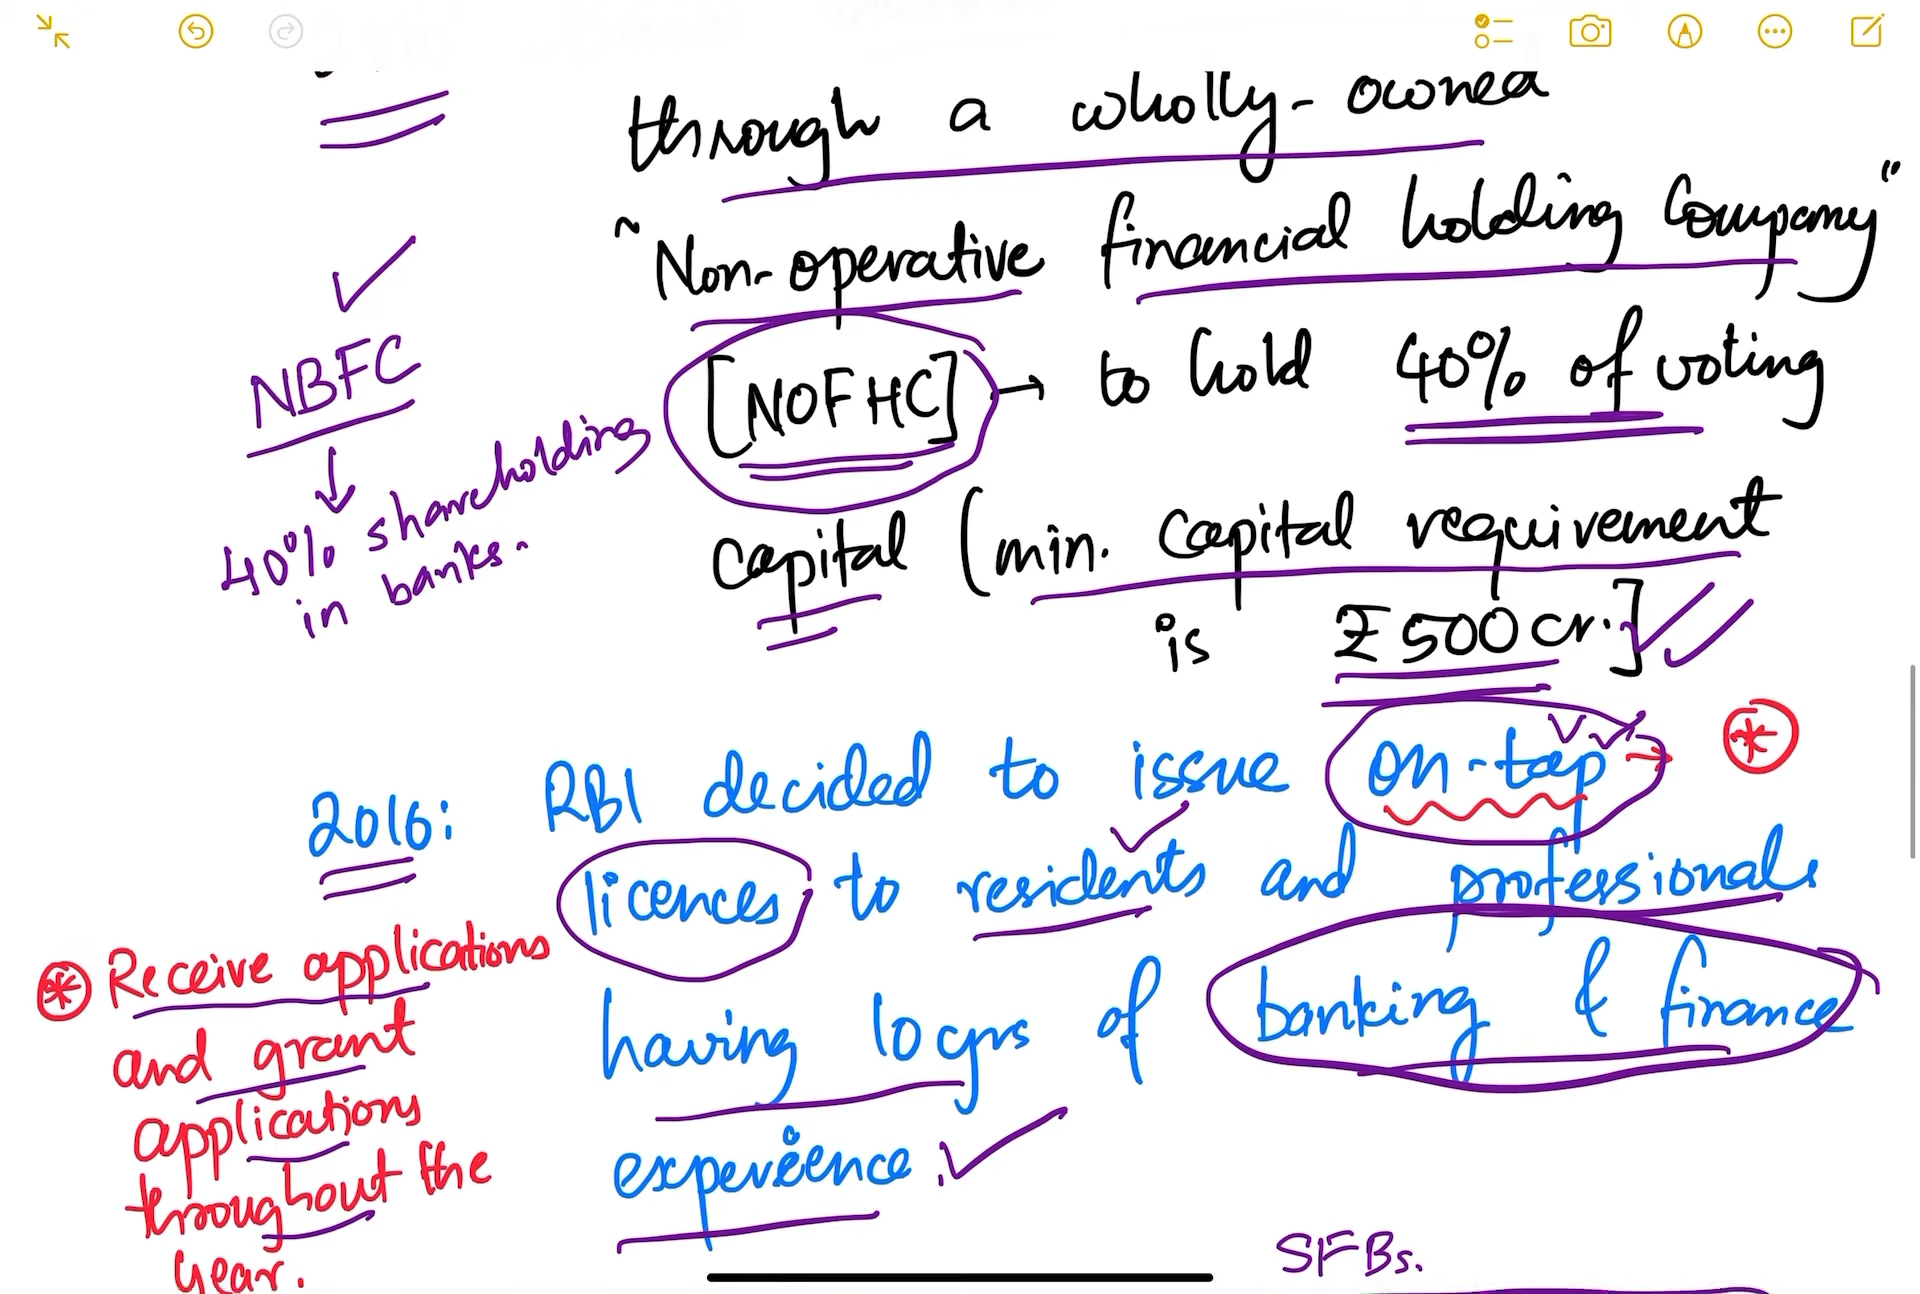 through a wholly-owned
"Non-operative financial holding Company"
[NOFHC] → to hold 40% of voting
capital (min. capital requirement
is ₹500 cr.]
NBFC
↓
40% shareholding
in banks.
2016: RBI decided to issue on-tap → *
licences to residents and professionals
having 10 yrs of banking & finance
experience.
* Receive applications
and grant
applications
throughout the
year.
SFBs.